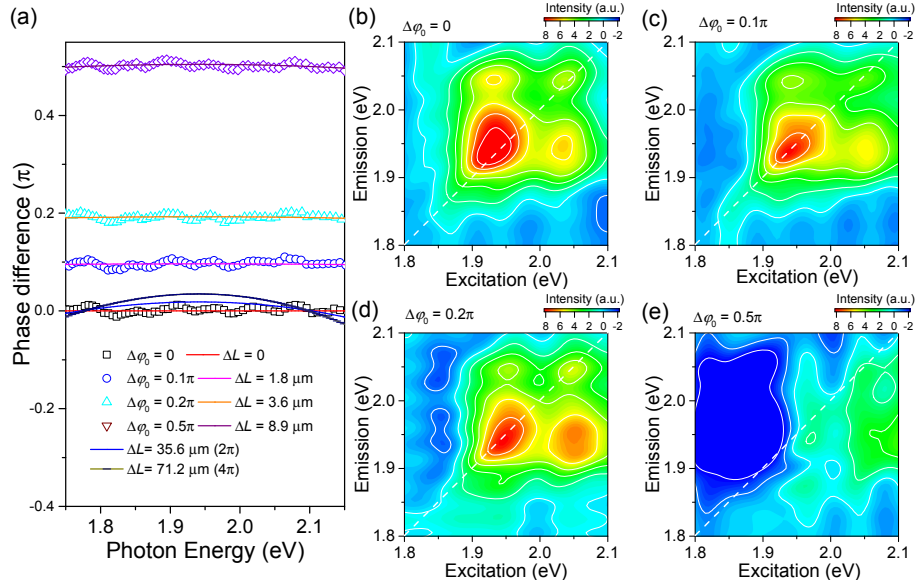 (a)
Phase difference (π)
0.4
0.2
0.0
-0.2
-0.4
Δφ₀ = 0 ΔL = 0
Δφ₀ = 0.1π ΔL = 1.8 μm
Δφ₀ = 0.2π ΔL = 3.6 μm
Δφ₀ = 0.5π ΔL = 8.9 μm
ΔL= 35.6 μm (2π)
ΔL= 71.2 μm (4π)
1.8 1.9 2.0 2.1
Photon Energy (eV)
(b)
Δφ₀ = 0
Intensity (a.u.)
8 6 4 2 0 -2
Emission (eV)
2.1
2.0
1.9
1.8
1.8 1.9 2.0 2.1
Excitation (eV)
(c)
Δφ₀ = 0.1π
Intensity (a.u.)
8 6 4 2 0 -2
Emission (eV)
2.1
2.0
1.9
1.8
1.8 1.9 2.0 2.1
Excitation (eV)
(d)
Δφ₀ = 0.2π
Intensity (a.u.)
8 6 4 2 0 -2
Emission (eV)
2.1
2.0
1.9
1.8
1.8 1.9 2.0 2.1
Excitation (eV)
(e)
Δφ₀ = 0.5π
Intensity (a.u.)
8 6 4 2 0 -2
Emission (eV)
2.1
2.0
1.9
1.8
1.8 1.9 2.0 2.1
Excitation (eV)